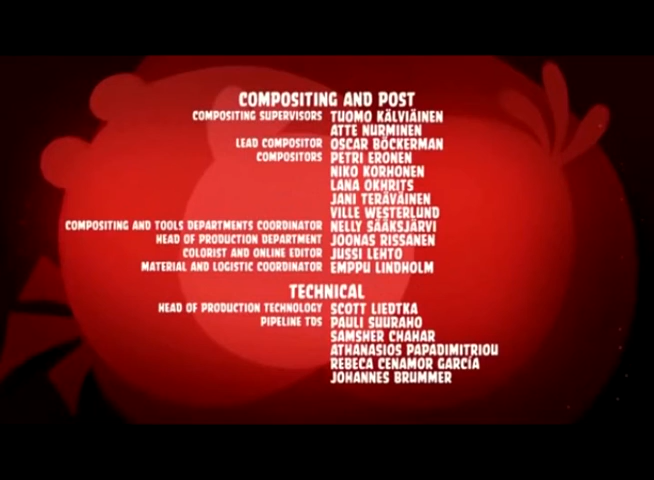 COMPOSITING AND POST
COMPOSITING SUPERVISORS TUOMO KÄLVIÄINEN
ATTE NURMINEN
LEAD COMPOSITOR OSCAR BÖCKERMAN
COMPOSITORS PETRI ERONEN
NIKO KORHONEN
LANA OKHRITS
JANI TERÄVÄINEN
VILLE WESTERLUND
COMPOSITING AND TOOLS DEPARTMENTS COORDINATOR NELLY SÄÄKSJÄRVI
HEAD OF PRODUCTION DEPARTMENT JOONAS RISSANEN
COLORIST AND ONLINE EDITOR JUSSI LEHTO
MATERIAL AND LOGISTIC COORDINATOR EMPPU LINDHOLM
TECHNICAL
HEAD OF PRODUCTION TECHNOLOGY SCOTT LIEDTKA
PIPELINE TDS PAULI SUURAHO
SAMSHER CHAHAR
ATHANASIOS PAPADIMITRIOU
REBECA CENAMOR GARCÍA
JOHANNES BRUMMER